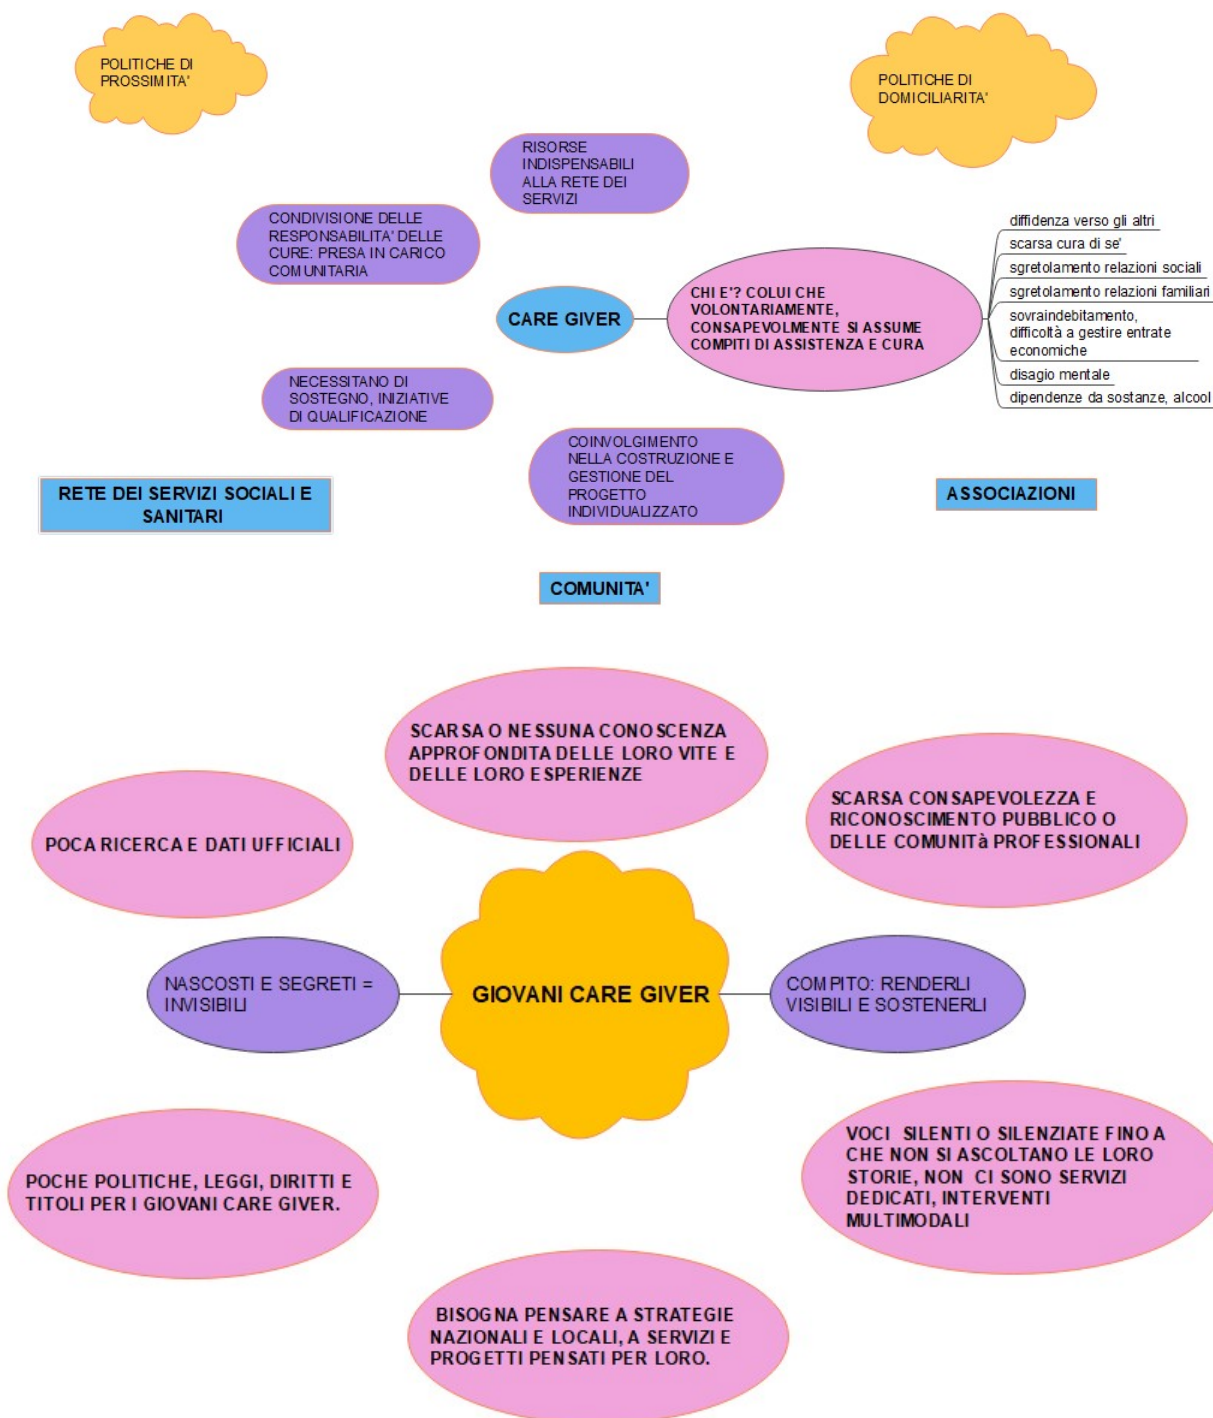 POLITICHE DI
PROSSIMITA'
POLITICHE DI
DOMICILIARITA'
RISORSE
INDISPENSABILI
ALLA RETE DEI
SERVIZI
CONDIVISIONE DELLE
RESPONSABILITA' DELLE
CURE: PRESA IN CARICO
COMUNITARIA
CARE GIVER
CHI E'? COLUI CHE
VOLONTARIAMENTE,
CONSAPEVOLMENTE SI ASSUME
COMPITI DI ASSISTENZA E CURA
diffidenza verso gli altri
scarsa cura di se'
sgretolamento relazioni sociali
sgretolamento relazioni familiari
sovraindebitamento,
difficoltà a gestire entrate
economiche
disagio mentale
dipendenze da sostanze, alcool
NECESSITANO DI
SOSTEGNO, INIZIATIVE
DI QUALIFICAZIONE
COINVOLGIMENTO
NELLA COSTRUZIONE E
GESTIONE DEL
PROGETTO
INDIVIDUALIZZATO
RETE DEI SERVIZI SOCIALI E
SANITARI
ASSOCIAZIONI
COMUNITA'
SCARSA O NESSUNA CONOSCENZA
APPROFONDITA DELLE LORO VITE E
DELLE LORO ESPERIENZE
SCARSA CONSAPEVOLEZZA E
RICONOSCIMENTO PUBBLICO O
DELLE COMUNITà PROFESSIONALI
POCA RICERCA E DATI UFFICIALI
NASCOSTI E SEGRETI =
INVISIBILI
GIOVANI CARE GIVER
COMPITO: RENDERLI
VISIBILI E SOSTENERLI
VOCI SILENTI O SILENZIATE FINO A
CHE NON SI ASCOLTANO LE LORO
STORIE, NON CI SONO SERVIZI
DEDICATI, INTERVENTI
MULTIMODALI
POCHE POLITICHE, LEGGI, DIRITTI E
TITOLI PER I GIOVANI CARE GIVER.
BISOGNA PENSARE A STRATEGIE
NAZIONALI E LOCALI, A SERVIZI E
PROGETTI PENSATI PER LORO.